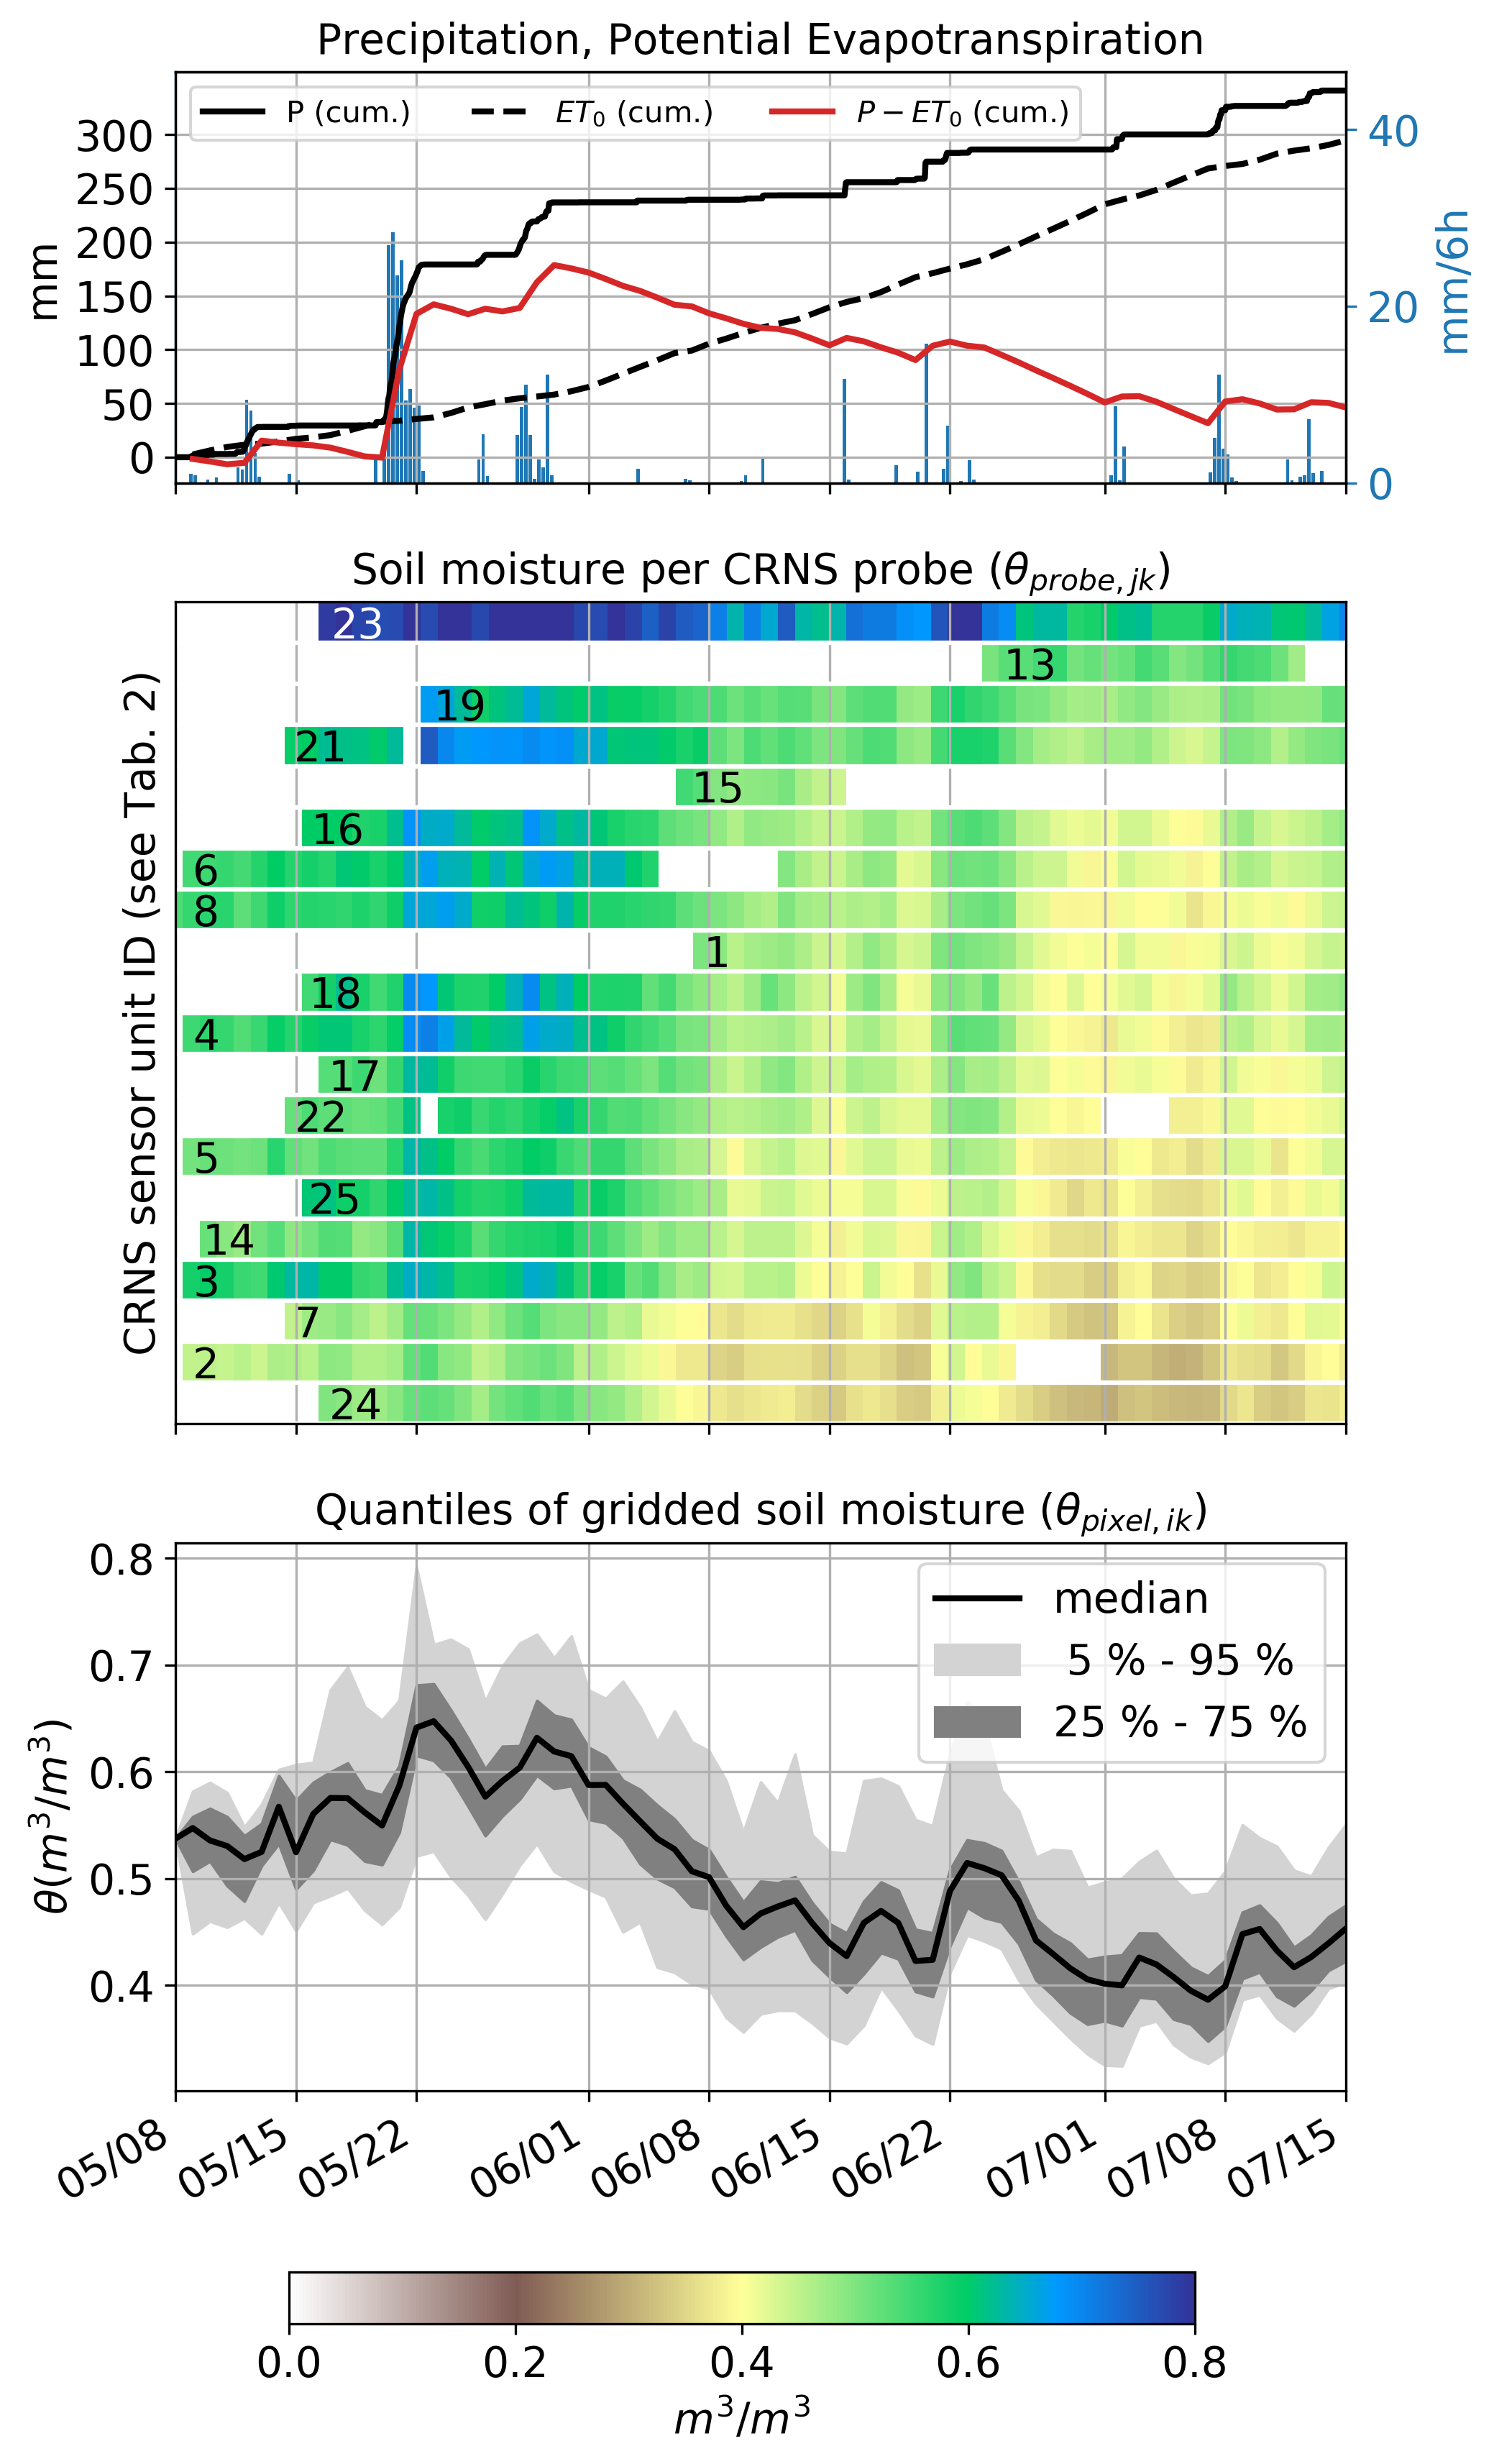 Precipitation, Potential Evapotranspiration
P (cum.) ET₀ (cum.) P − ET₀ (cum.)
300
250
200
150
100
50
0
mm
40
20
0
mm/6h
Soil moisture per CRNS probe (θ_probe, jk)
CRNS sensor unit ID (see Tab. 2)
23
13
19
21
15
16
6
8
1
18
4
17
22
5
25
14
3
7
2
24
Quantiles of gridded soil moisture (θ_pixel, ik)
0.8
0.7
0.6
0.5
0.4
θ(m³/m³)
median
5 % - 95 %
25 % - 75 %
05/08 05/15 05/22 06/01 06/08 06/15 06/22 07/01 07/08 07/15
0.0 0.2 0.4 0.6 0.8
m³/m³